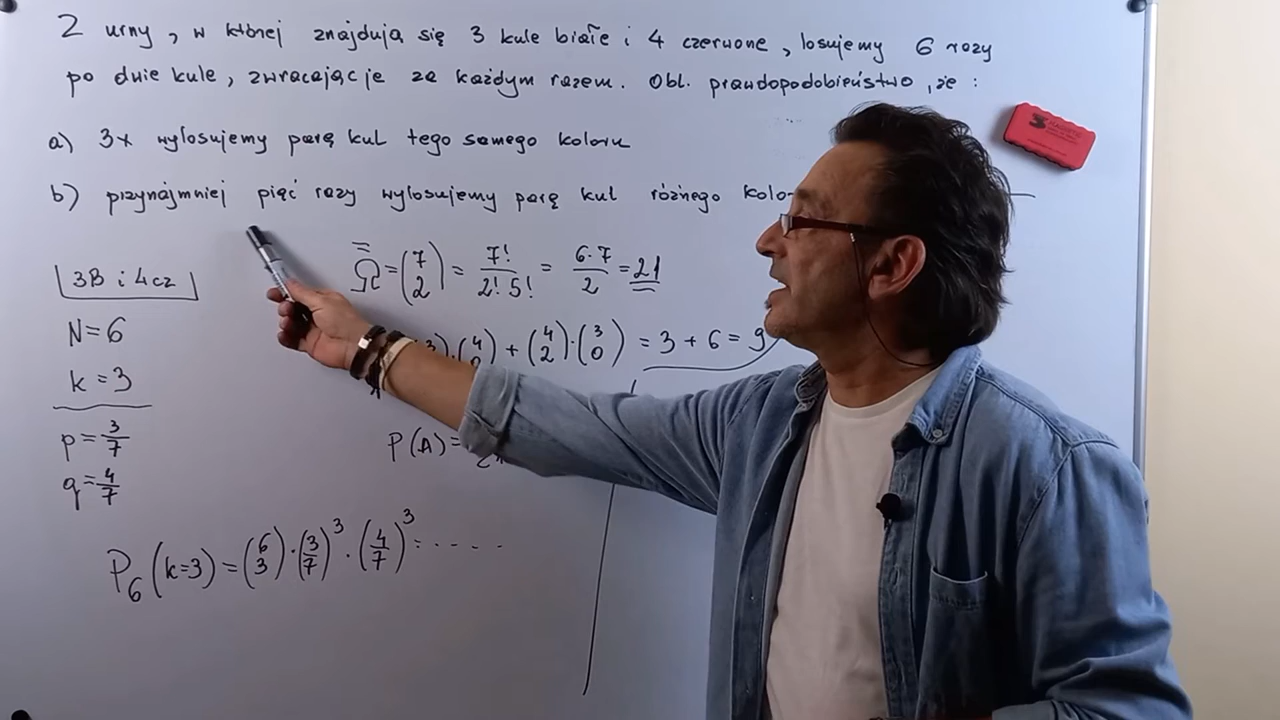 2 urny, w której znajdują się 3 kule białe i 4 czerwone, losujemy 6 razy
po dwie kule, zwracając je za każdym razem. Obl. prawdopodobieństwo, że:
a) 3x wylosujemy parę kul tego samego koloru
b) przynajmniej pięć razy wylosujemy parę kul różnego
3B i 4cz
Ω̿ = (7 2) = 7!/(2! 5!) = 6·7/2 = 21
N=6
·(4 0) + (4 2)·(3 0) = 3 + 6 = 9
k=3
p=3/7
P(A)=
q=4/7
P₆(k=3) = (6 3)·(3/7)³·(4/7)³ = ....